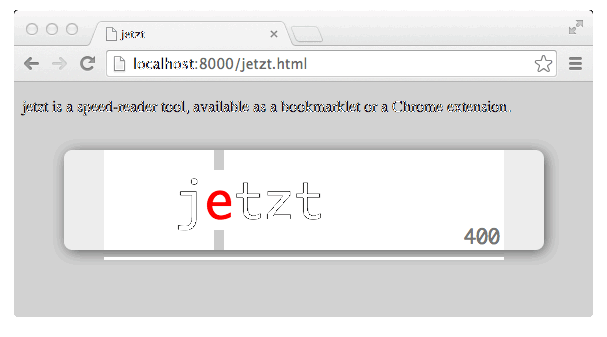 jetzt
localhost:8000/jetzt.html
jetzt is a speed-reader tool, available as a bookmarklet or a Chrome extension.
jetzt
400